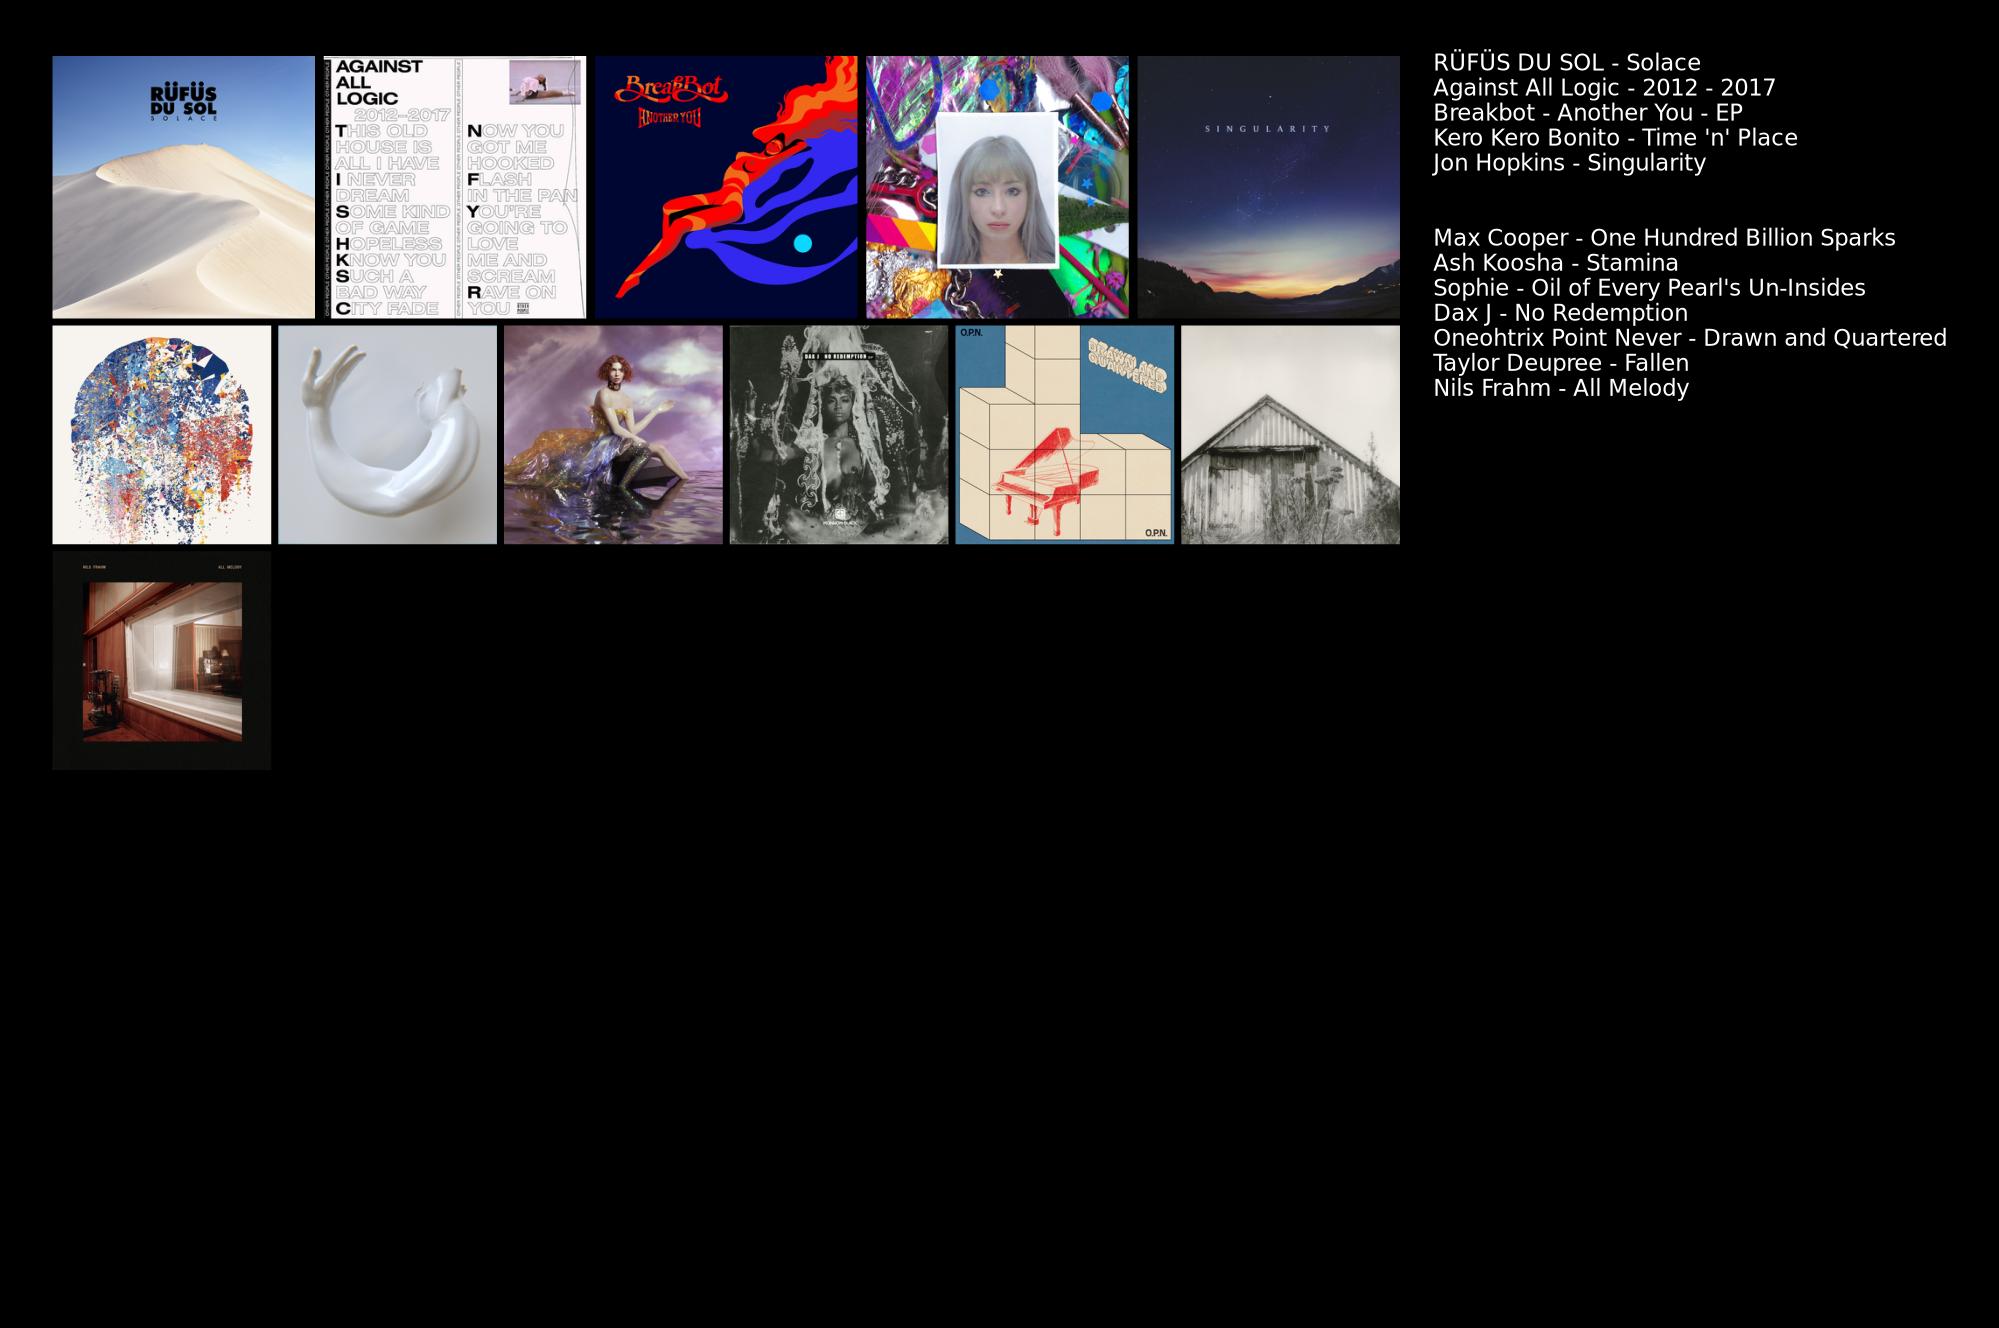 RÜFÜS
DU SOL
SOLACE
AGAINST
ALL
LOGIC
2012–2017
THIS OLD
HOUSE IS
ALL I HAVE
I NEVER
DREAM
SOME KIND
OF GAME
HOPELESS
KNOW YOU
SUCH A
BAD WAY
CITY FADE
NOW YOU
GOT ME
HOOKED
FLASH
IN THE PAN
YOU'RE
GOING TO
LOVE
ME AND
SCREAM
RAVE ON
YOU
BreakBot
ANOTHER YOU
SINGULARITY
DAX J NO REDEMPTION EP
O.P.N.
DRAWN AND
QUARTERED
O.P.N.
NILS FRAHM ALL MELODY
RÜFÜS DU SOL - Solace
Against All Logic - 2012 - 2017
Breakbot - Another You - EP
Kero Kero Bonito - Time 'n' Place
Jon Hopkins - Singularity
Max Cooper - One Hundred Billion Sparks
Ash Koosha - Stamina
Sophie - Oil of Every Pearl's Un-Insides
Dax J - No Redemption
Oneohtrix Point Never - Drawn and Quartered
Taylor Deupree - Fallen
Nils Frahm - All Melody